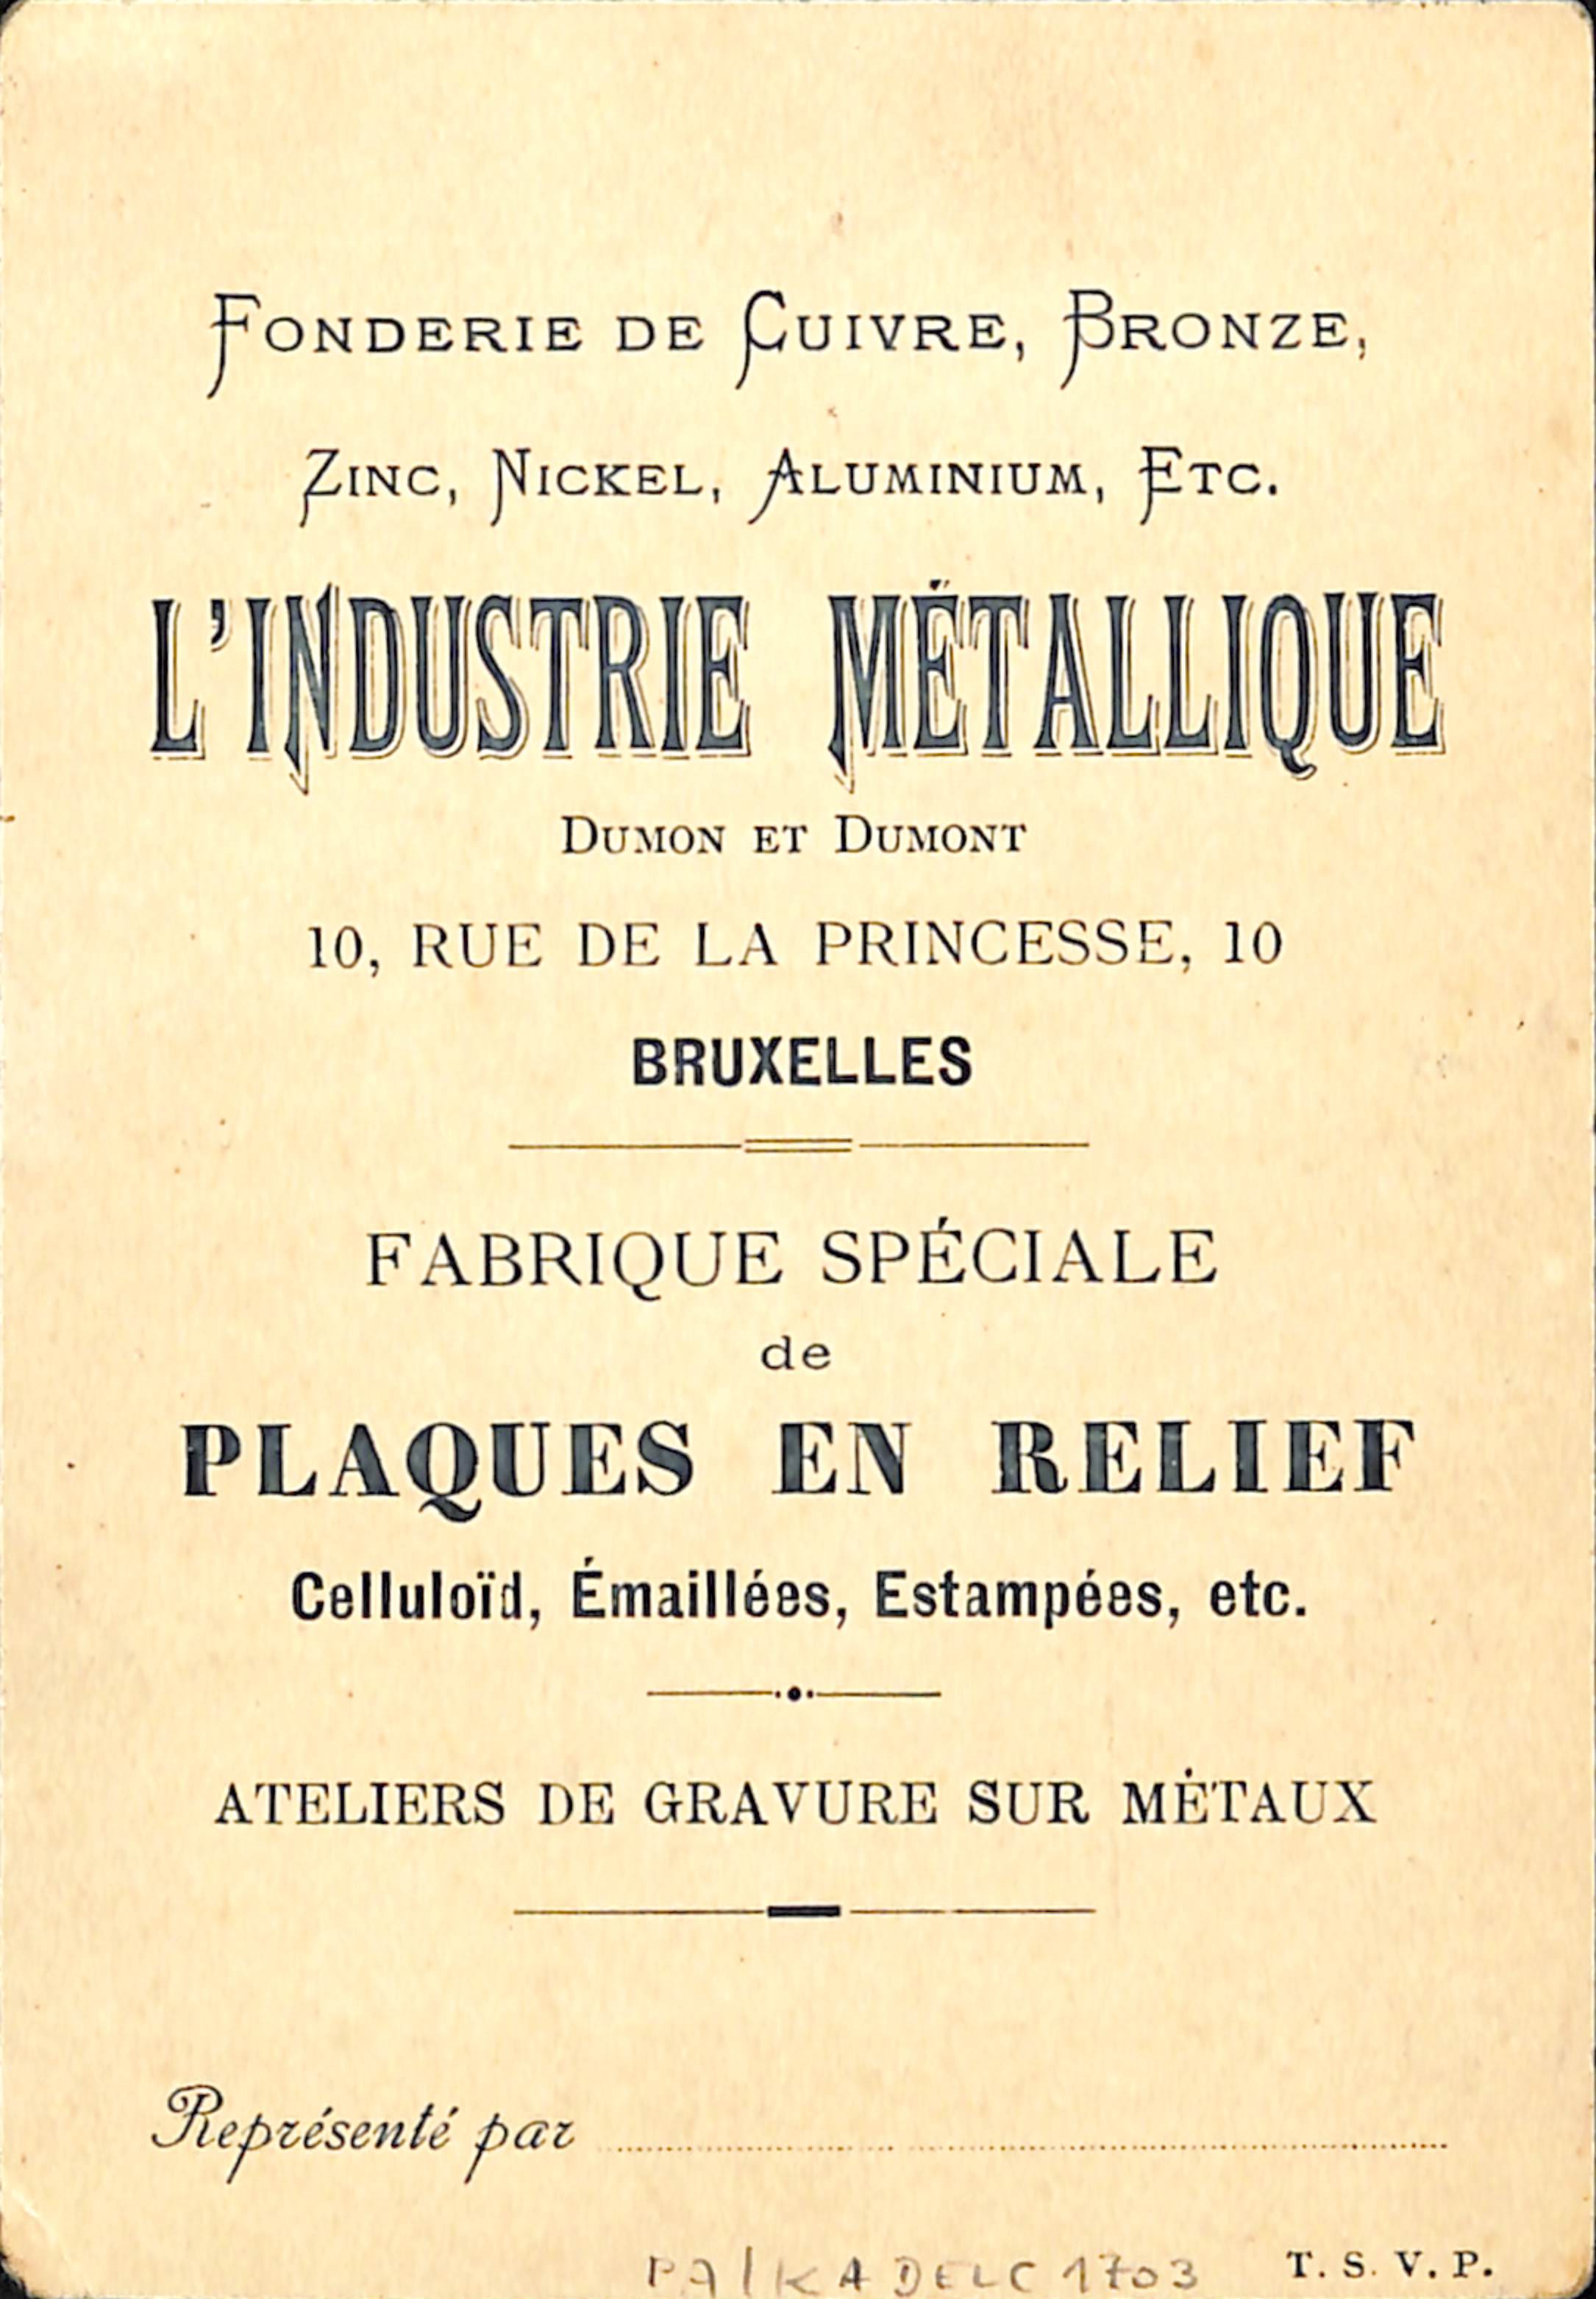 FONDERIE DE CUIVRE, BRONZE,
ZINC, NICKEL, ALUMINIUM, ETC.
L'INDUSTRIE MÉTALLIQUE
DUMON ET DUMONT
10, RUE DE LA PRINCESSE, 10
BRUXELLES
FABRIQUE SPÉCIALE
de
PLAQUES EN RELIEF
Celluloïd, Émaillées, Estampées, etc.
ATELIERS DE GRAVURE SUR MÉTAUX
Représenté par
DELC 1703
T. S. V. P.